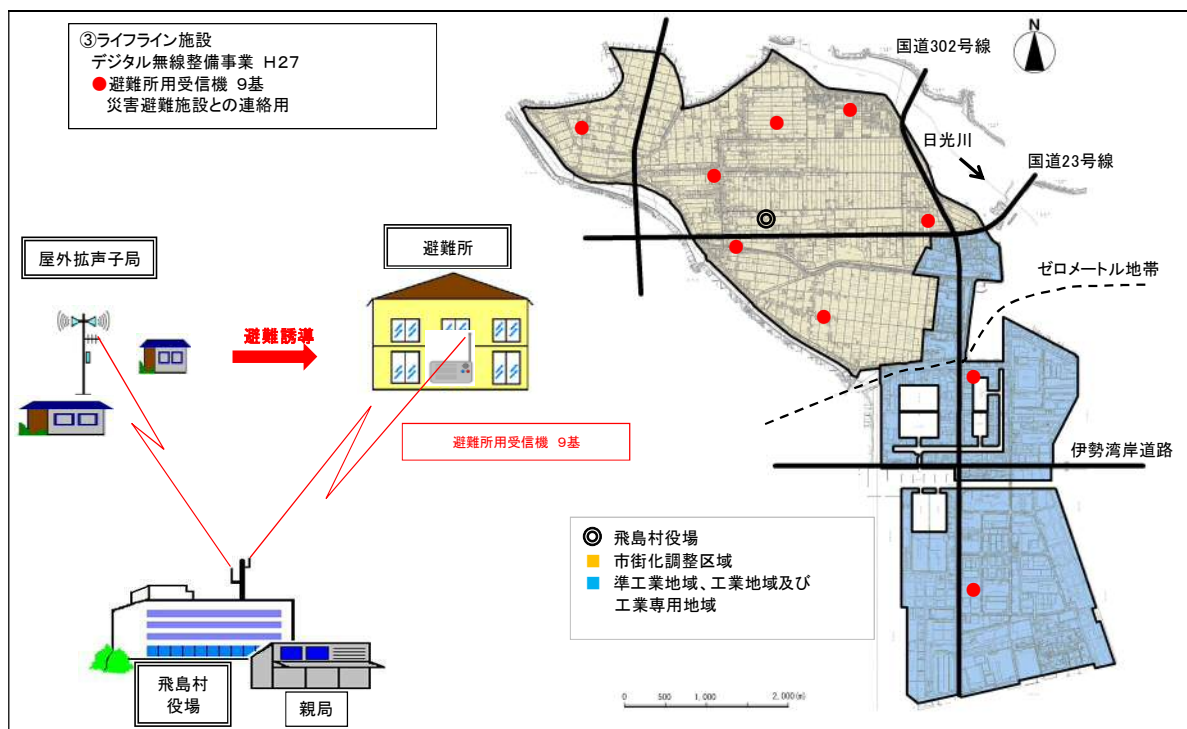 ③ライフライン施設
デジタル無線整備事業 H27
●避難所用受信機 9基
災害避難施設との連絡用
国道302号線
N
日光川
国道23号線
ゼロメートル地帯
伊勢湾岸道路
屋外拡声子局
避難所
避難誘導
避難所用受信機 9基
飛島村役場
市街化調整区域
準工業地域、工業地域及び
工業専用地域
飛島村
役場
親局
0 500 1,000 2,000(m)